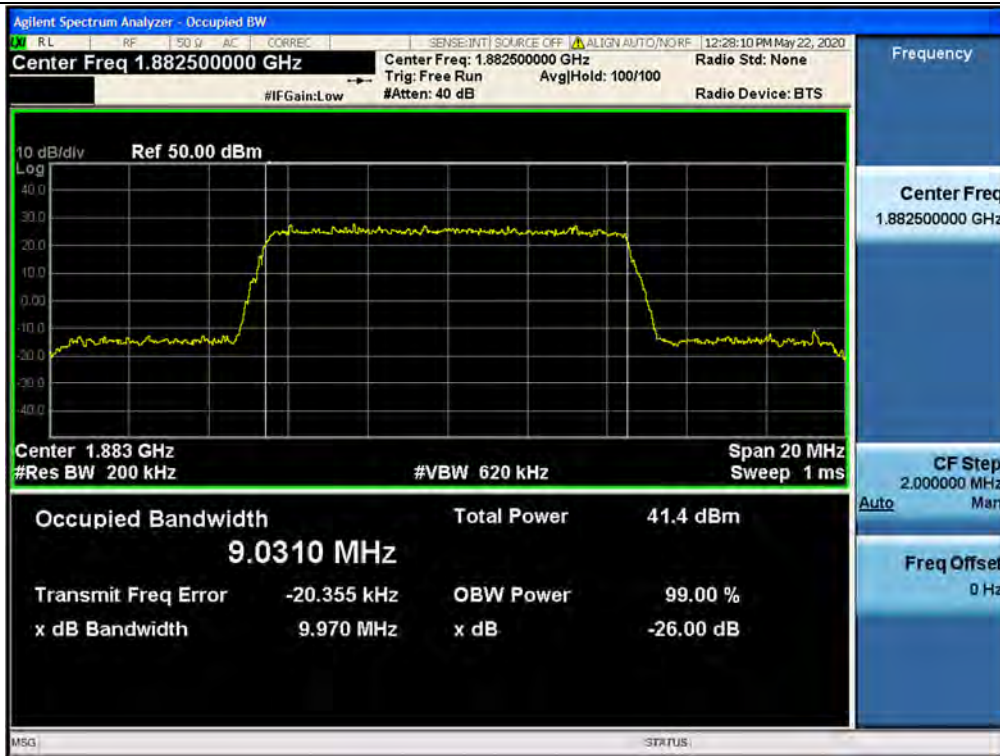 Agilent Spectrum Analyzer - Occupied BW
LXI RL RF 50 Ω AC CORREC SENSE:INT SOURCE OFF ALIGN AUTO/NO RF 12:28:10 PM May 22, 2020
Center Freq 1.882500000 GHz
Center Freq: 1.882500000 GHz Radio Std: None
Trig: Free Run Avg|Hold: 100/100
#IFGain:Low #Atten: 40 dB Radio Device: BTS
10 dB/div Ref 50.00 dBm
Log
40.0
30.0
20.0
10.0
0.00
-10.0
-20.0
-30.0
-40.0
Center 1.883 GHz Span 20 MHz
#Res BW 200 kHz #VBW 620 kHz Sweep 1 ms
Occupied Bandwidth Total Power 41.4 dBm
9.0310 MHz
Transmit Freq Error -20.355 kHz OBW Power 99.00 %
x dB Bandwidth 9.970 MHz x dB -26.00 dB
MSG STATUS
Frequency
Center Freq
1.882500000 GHz
CF Step
2.000000 MHz
Auto Man
Freq Offset
0 Hz